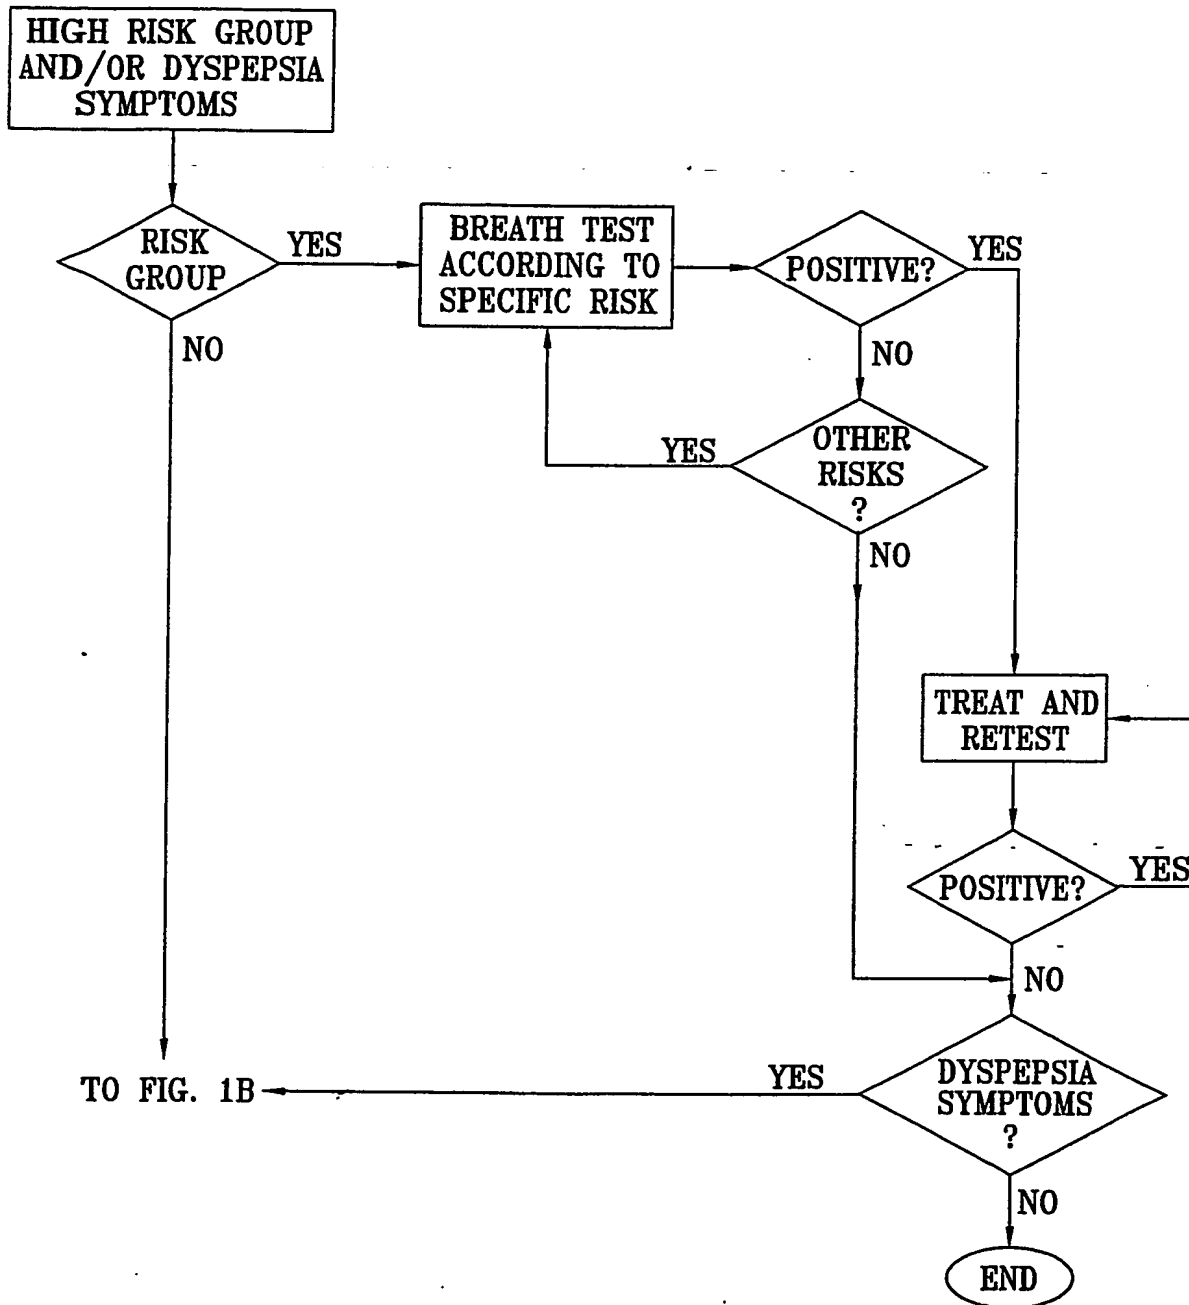 HIGH RISK GROUP
AND/OR DYSPEPSIA
SYMPTOMS
RISK
GROUP
YES
NO
BREATH TEST
ACCORDING TO
SPECIFIC RISK
POSITIVE?
YES
NO
OTHER
RISKS
?
YES
NO
TREAT AND
RETEST
POSITIVE?
YES
NO
DYSPEPSIA
SYMPTOMS
?
YES
TO FIG. 1B
NO
END